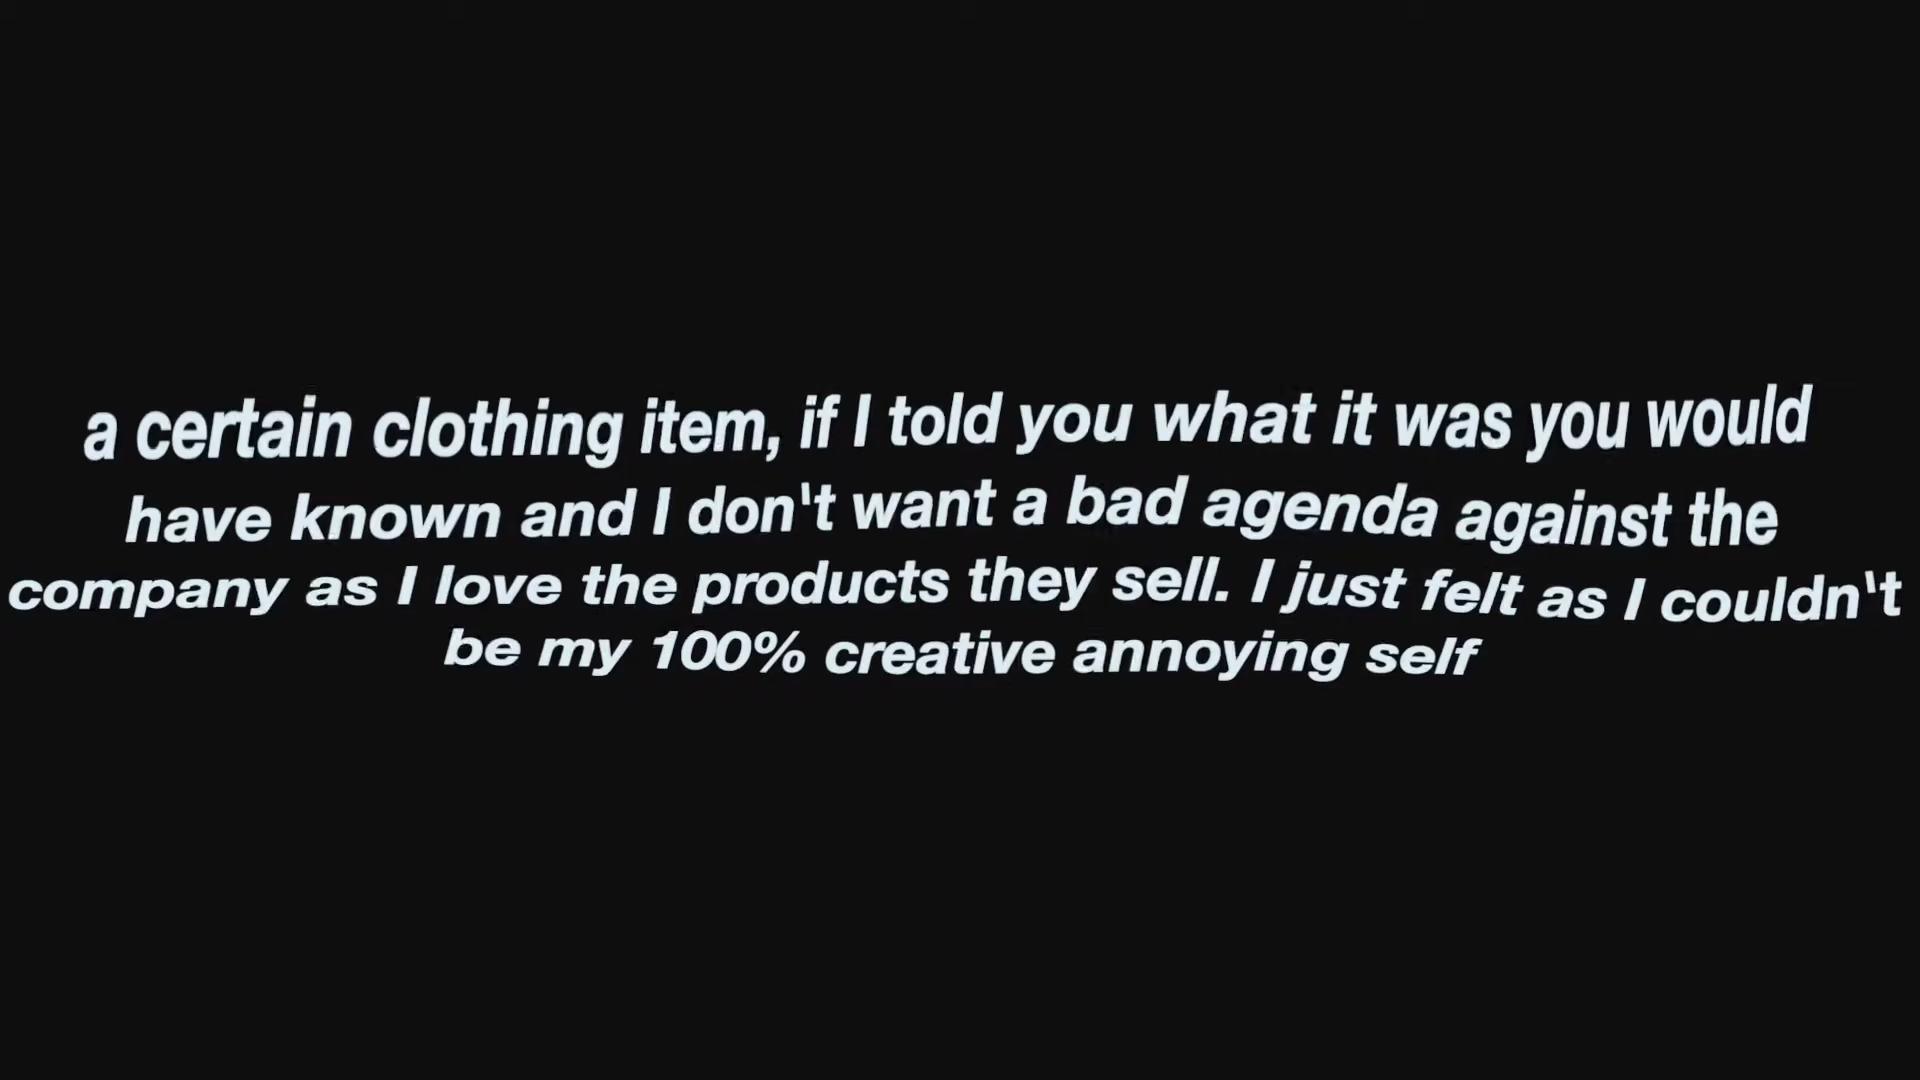 a certain clothing item, if I told you what it was you would
have known and I don't want a bad agenda against the
company as I love the products they sell. I just felt as I couldn't
be my 100% creative annoying self